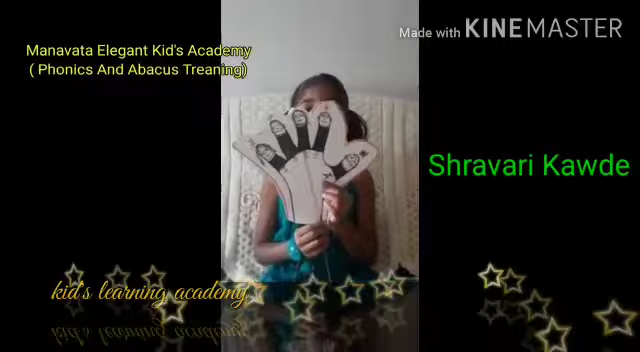 Made with KINEMASTER
Manavata Elegant Kid's Academy
( Phonics And Abacus Treaning)
Shravari Kawde
kid's learning academy